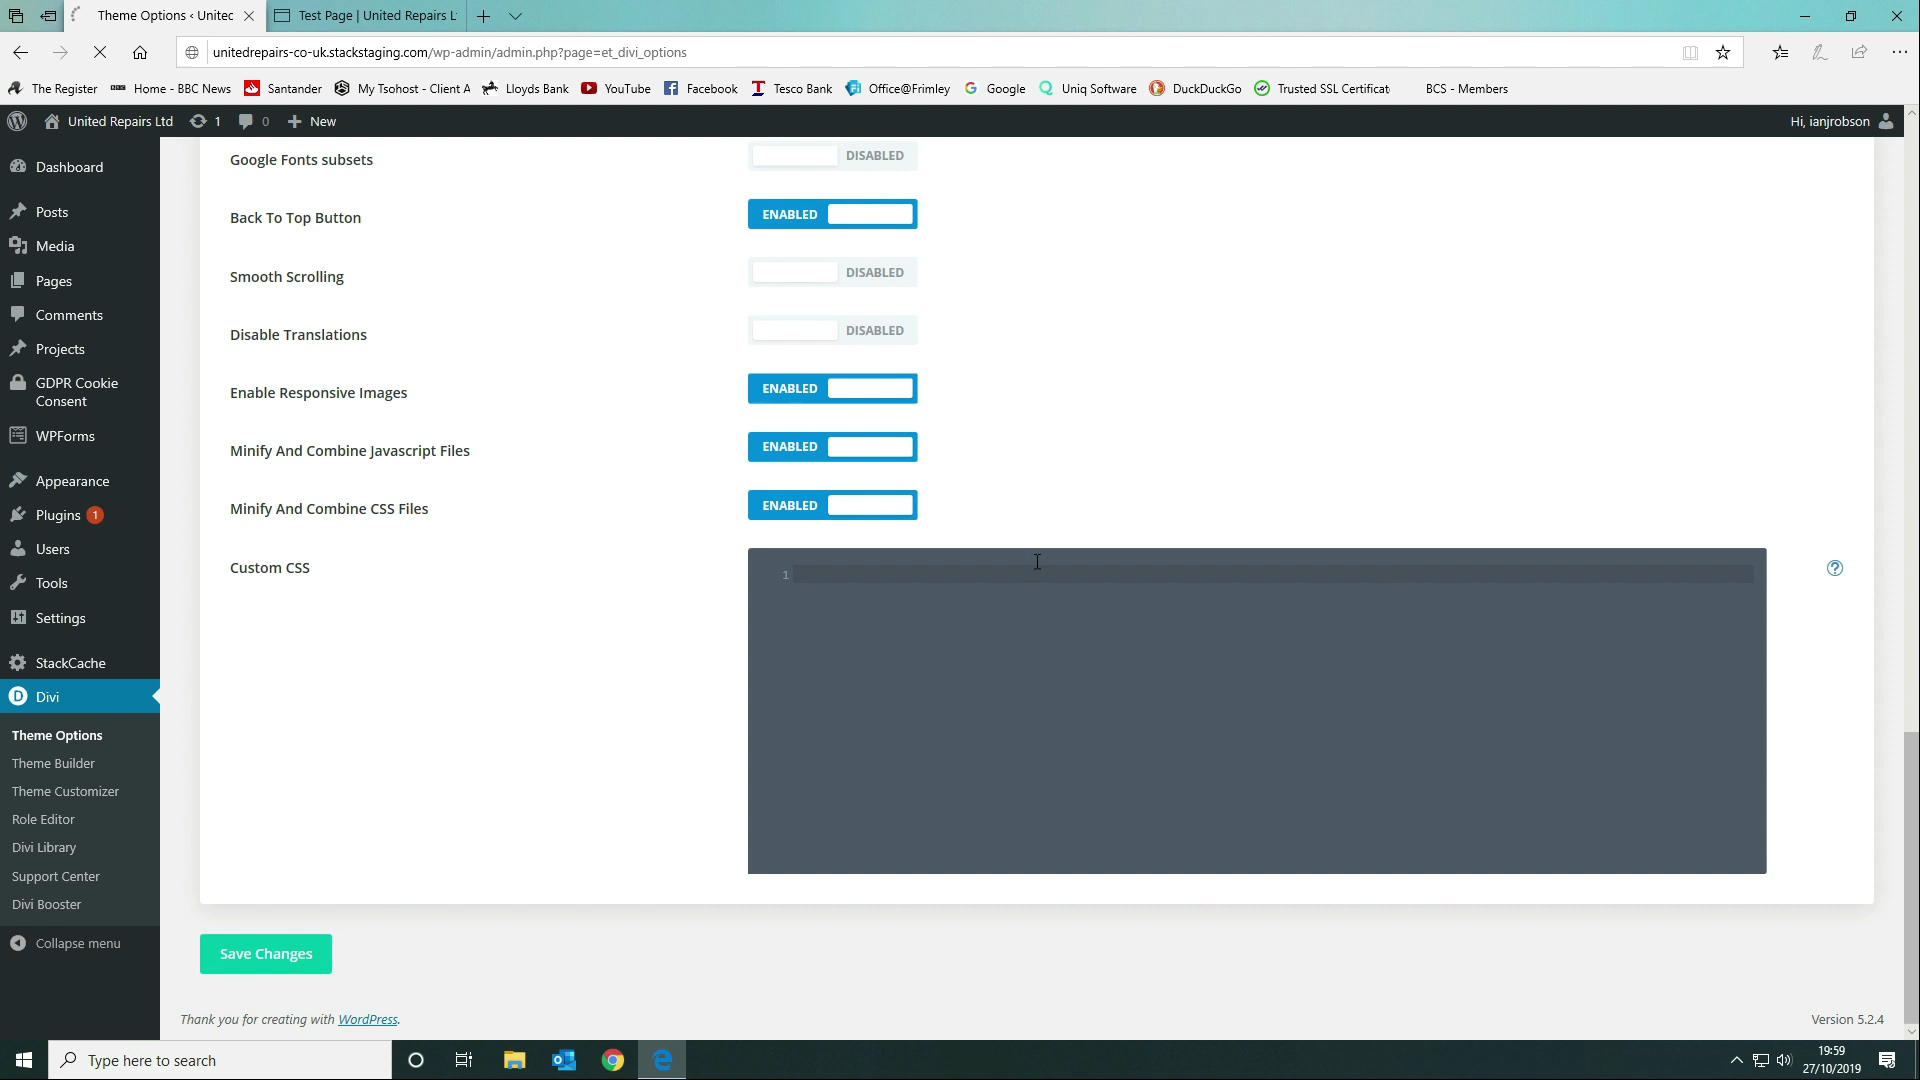 Theme Options ‹ Unitec
Test Page | United Repairs L
unitedrepairs-co-uk.stackstaging.com/wp-admin/admin.php?page=et_divi_options
The Register
Home - BBC News
Santander
My Tsohost - Client A
Lloyds Bank
YouTube
Facebook
Tesco Bank
Office@Frimley
Google
Uniq Software
DuckDuckGo
Trusted SSL Certificat
BCS - Members
United Repairs Ltd
1
0
New
Hi, ianjrobson
Dashboard
Posts
Media
Pages
Comments
Projects
GDPR Cookie
Consent
WPForms
Appearance
Plugins 1
Users
Tools
Settings
StackCache
Divi
Theme Options
Theme Builder
Theme Customizer
Role Editor
Divi Library
Support Center
Divi Booster
Collapse menu
Google Fonts subsets
DISABLED
Back To Top Button
ENABLED
Smooth Scrolling
DISABLED
Disable Translations
DISABLED
Enable Responsive Images
ENABLED
Minify And Combine Javascript Files
ENABLED
Minify And Combine CSS Files
ENABLED
Custom CSS
1
Save Changes
Thank you for creating with WordPress.
Version 5.2.4
Type here to search
19:59
27/10/2019